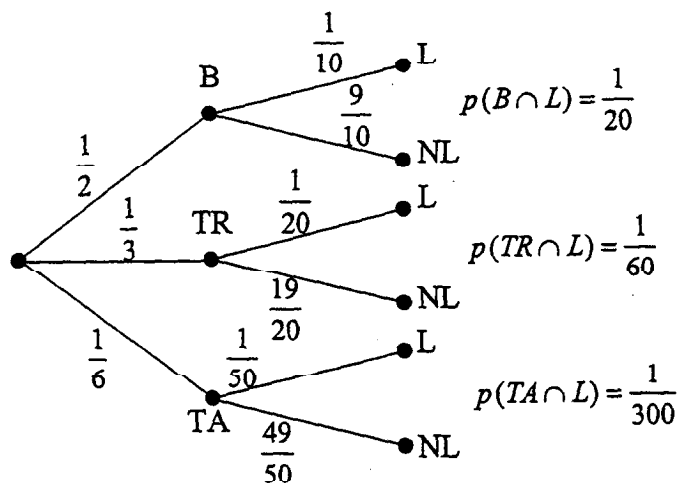 1/10 L
B
9/10 p(B∩L) = 1/20
1/2 NL
1/3 TR 1/20 L
p(TR∩L) = 1/60
19/20 NL
1/6 1/50 L
TA p(TA∩L) = 1/300
49/50 NL